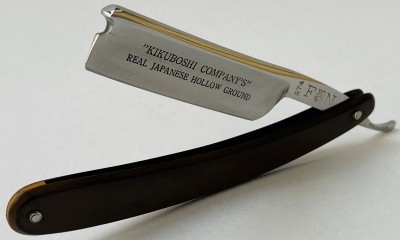 "KIKUBOSHI COMPANY'S"
REAL JAPANESE HOLLOW GROUND